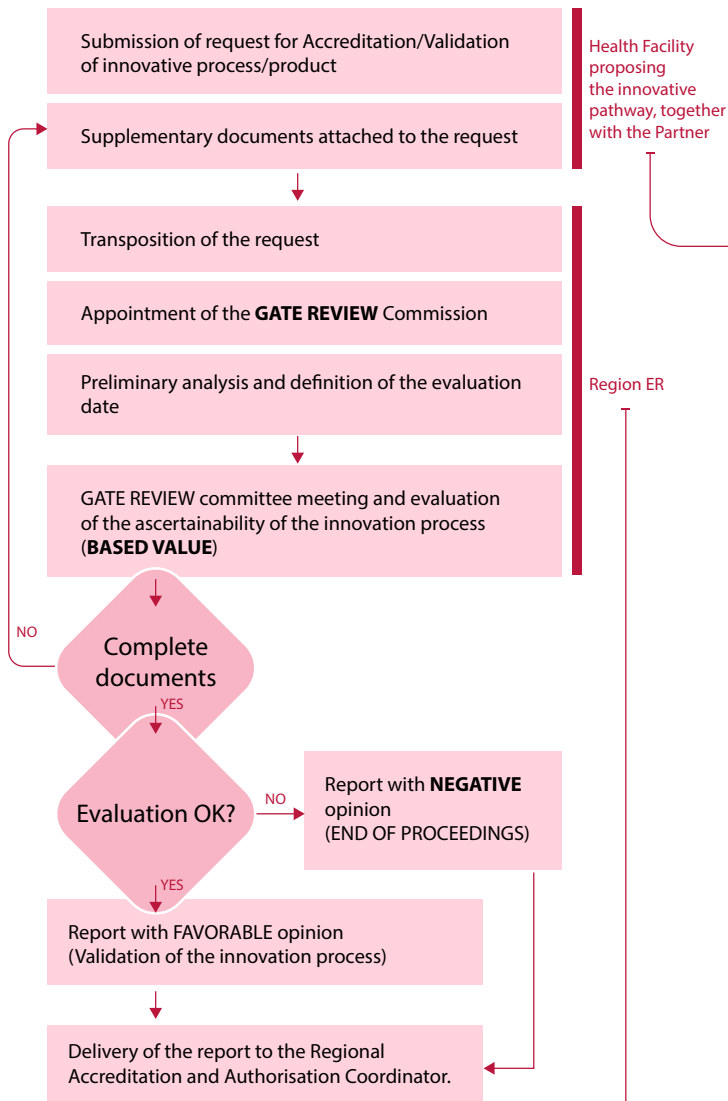 Submission of request for Accreditation/Validation
of innovative process/product
Health Facility
proposing
the innovative
pathway, together
with the Partner
Supplementary documents attached to the request
Transposition of the request
Appointment of the GATE REVIEW Commission
Preliminary analysis and definition of the evaluation
date
Region ER
GATE REVIEW committee meeting and evaluation
of the ascertainability of the innovation process
(BASED VALUE)
NO
Complete
documents
YES
Evaluation OK?
NO
Report with NEGATIVE
opinion
(END OF PROCEEDINGS)
YES
Report with FAVORABLE opinion
(Validation of the innovation process)
Delivery of the report to the Regional
Accreditation and Authorisation Coordinator.